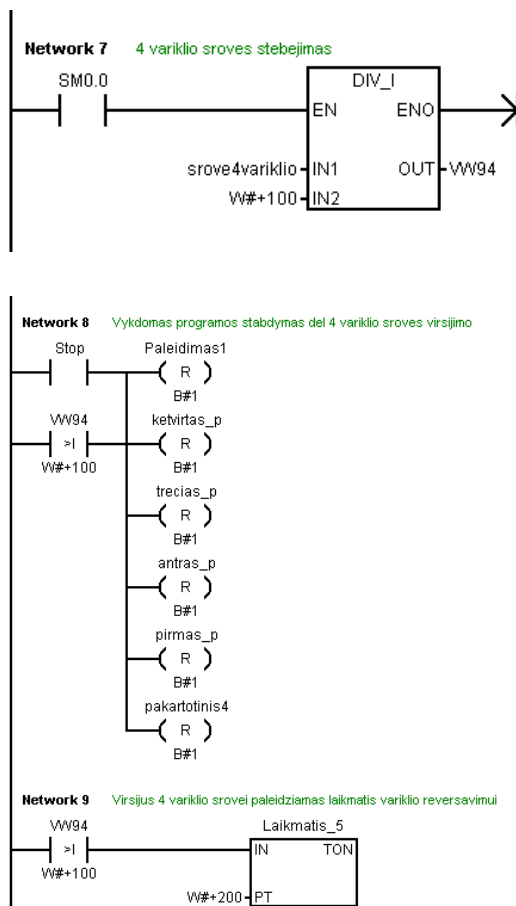 Network 7 4 variklio sroves stebejimas
SM0.0
DIV_I
EN ENO
srove4variklio IN1 OUT VW94
W#+100 IN2
Network 8 Vykdomas programos stabdymas del 4 variklio sroves virsijimo
Stop Paleidimas1
R
B#1
VW94 ketvirtas_p
>I R
W#+100 B#1
trecias_p
R
B#1
antras_p
R
B#1
pirmas_p
R
B#1
pakartotinis4
R
B#1
Network 9 Virsijus 4 variklio srovei paleidziamas laikmatis variklio reversavimui
VW94 Laikmatis_5
>I IN TON
W#+100
W#+200 PT